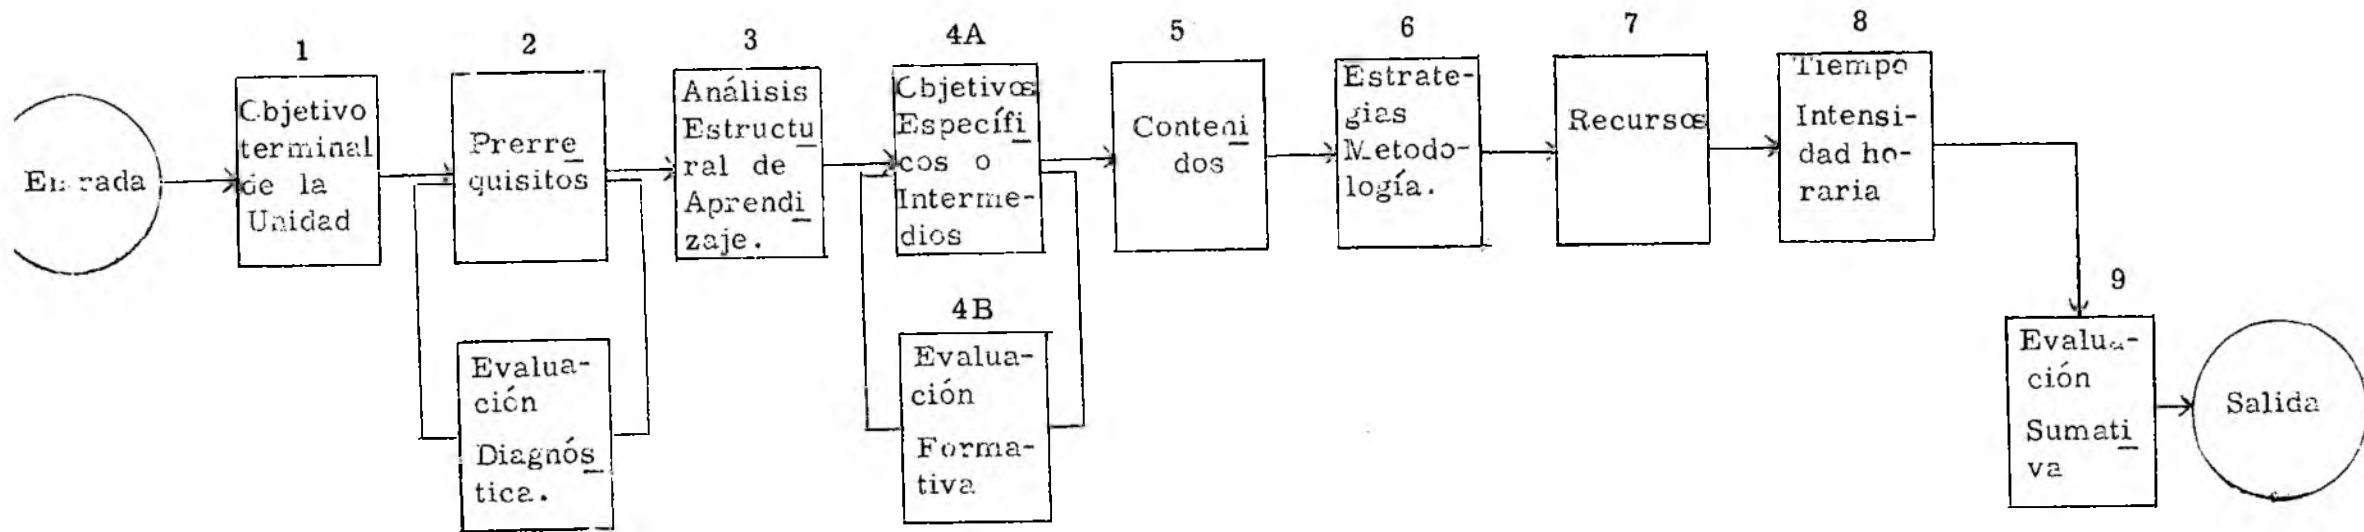 Entrada
1
Objetivo
terminal
de la
Unidad
2
Prerre
quisitos
Evalua-
ción
Diagnós
tica.
3
Análisis
Estructu
ral de
Aprendi
zaje.
4A
Objetivos
Específi
cos o
Interme-
dios
4B
Evalua-
ción
Forma-
tiva
5
Conteni
dos
6
Estrate-
gias
Metodo-
logía.
7
Recursos
8
Tiempo
Intensi-
dad ho-
raria
9
Evalua-
ción
Sumati
va
Salida